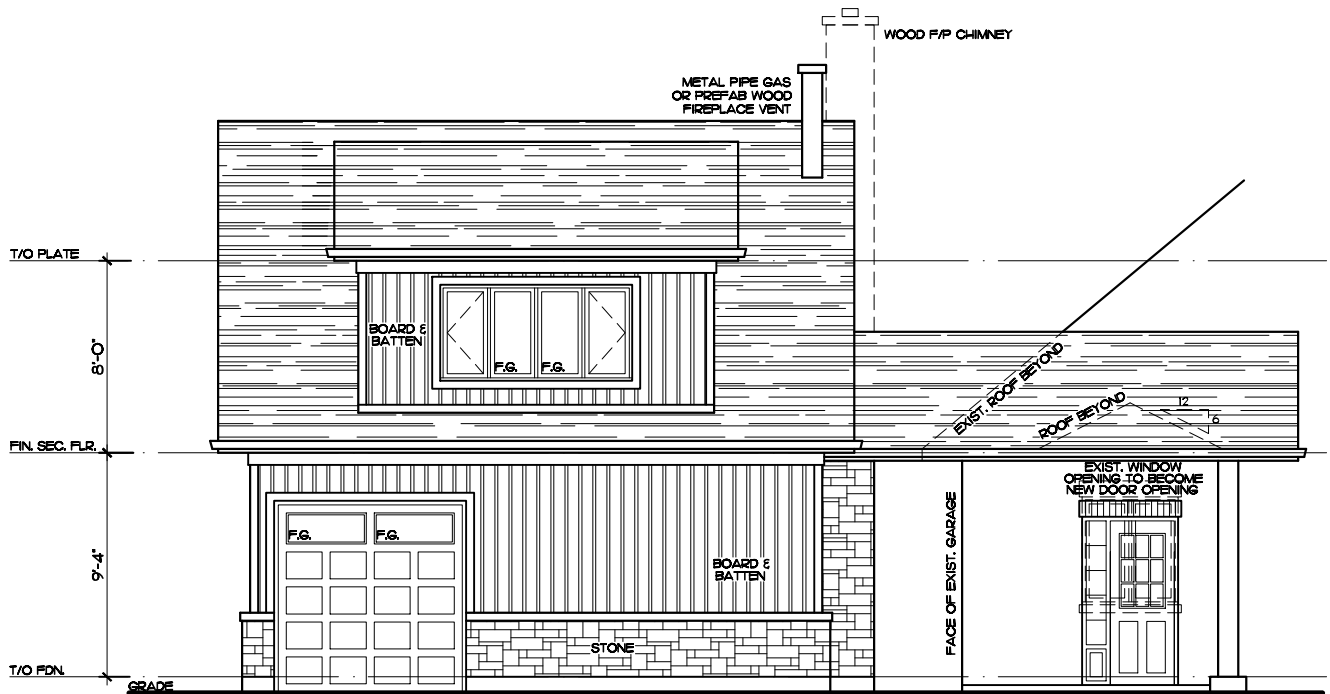 WOOD F/P CHIMNEY
METAL PIPE GAS
OR PREFAB WOOD
FIREPLACE VENT
T/O PLATE
8'-0"
BOARD &
BATTEN
F.G. F.G.
EXIST. ROOF BEYOND
ROOF BEYOND
12
6
FIN. SEC. FLR.
EXIST. WINDOW
OPENING TO BECOME
NEW DOOR OPENING
9'-4"
F.G. F.G.
BOARD &
BATTEN
FACE OF EXIST. GARAGE
STONE
T/O FDN.
GRADE